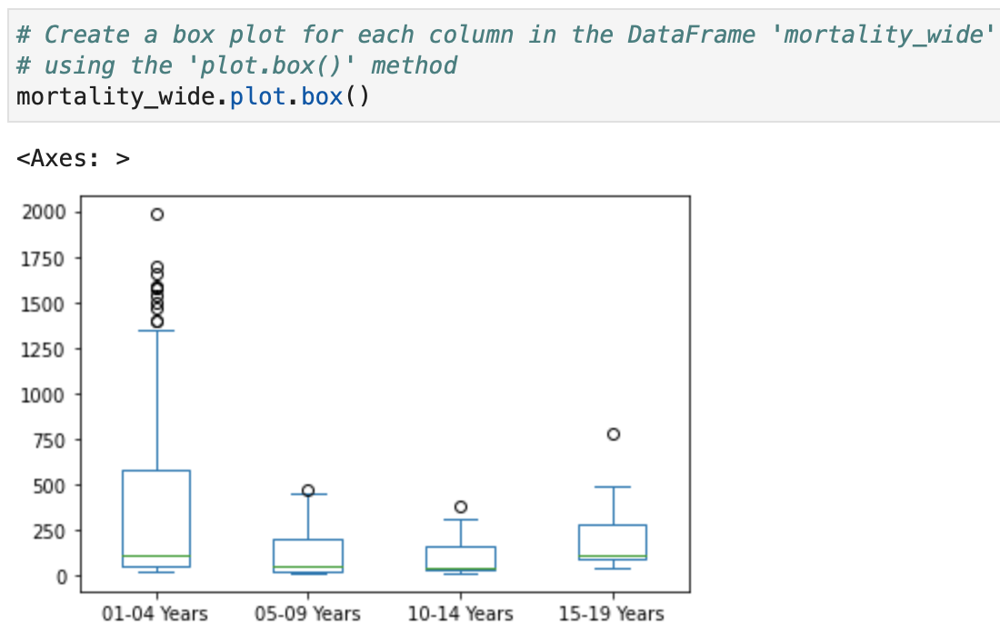 # Create a box plot for each column in the DataFrame 'mortality_wide'
# using the 'plot.box()' method
mortality_wide.plot.box()
<Axes: >
2000
1750
1500
1250
1000
750
500
250
0
01-04 Years 05-09 Years 10-14 Years 15-19 Years